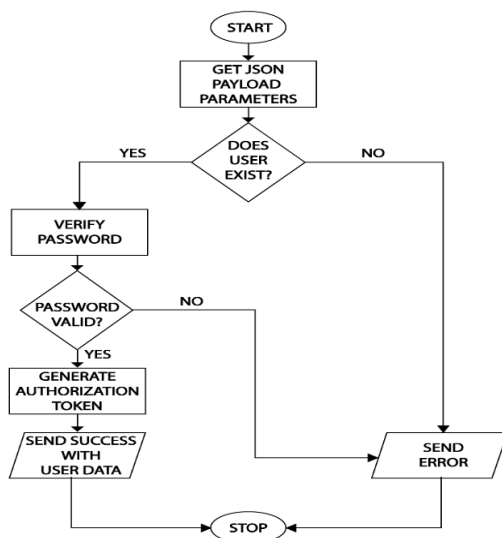 START
GET JSON
PAYLOAD
PARAMETERS
DOES
USER
EXIST?
YES
NO
VERIFY
PASSWORD
PASSWORD
VALID?
NO
YES
GENERATE
AUTHORIZATION
TOKEN
SEND SUCCESS
WITH
USER DATA
SEND
ERROR
STOP